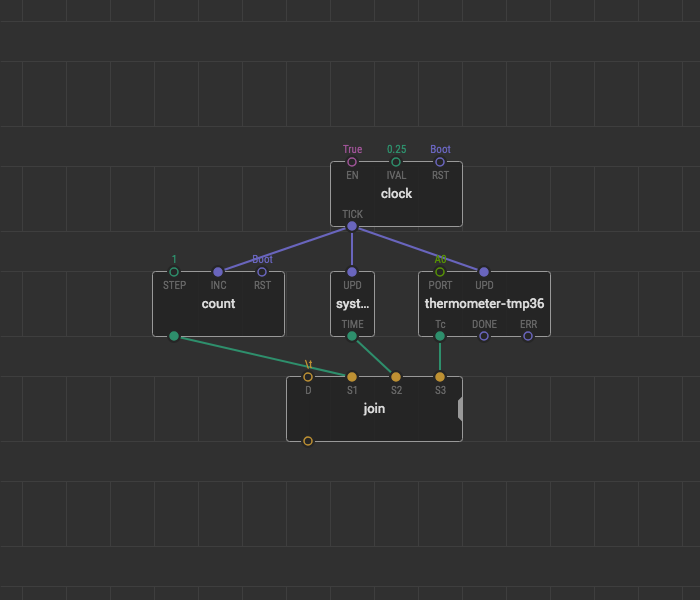 True 0.25 Boot
EN IVAL RST
clock
TICK
1 Boot A0
STEP INC RST UPD PORT UPD
count syst... thermometer-tmp36
TIME Tc DONE ERR
\t
D S1 S2 S3
join